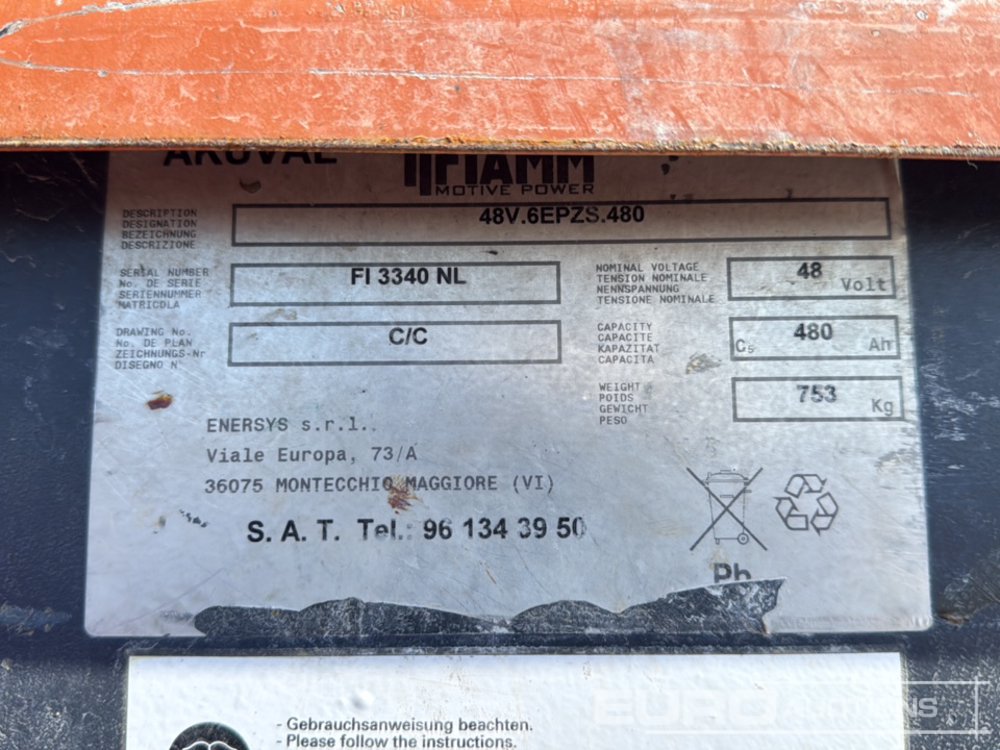 AKUVAL FIAMM
MOTIVE POWER
DESCRIPTION
DESIGNATION
BEZEICHNUNG
DESCRIZIONE
48V.6EPZS.480
SERIAL NUMBER
No. DE SERIE
SERIENNUMMER
MATRICOLA
FI 3340 NL
NOMINAL VOLTAGE
TENSION NOMINALE
NENNSPANNUNG
TENSIONE NOMINALE
48 Volt
DRAWING No.
No. DE PLAN
ZEICHNUNGS-Nr
DISEGNO N°
C/C
CAPACITY
CAPACITE
KAPAZITAT
CAPACITA
C5 480 Ah
WEIGHT
POIDS
GEWICHT
PESO
753 Kg
ENERSYS s.r.l.
Viale Europa, 73/A
36075 MONTECCHIO MAGGIORE (VI)
S. A. T. Tel.: 96 134 39 50
Pb
- Gebrauchsanweisung beachten.
- Please follow the instructions.
EURO AUCTIONS